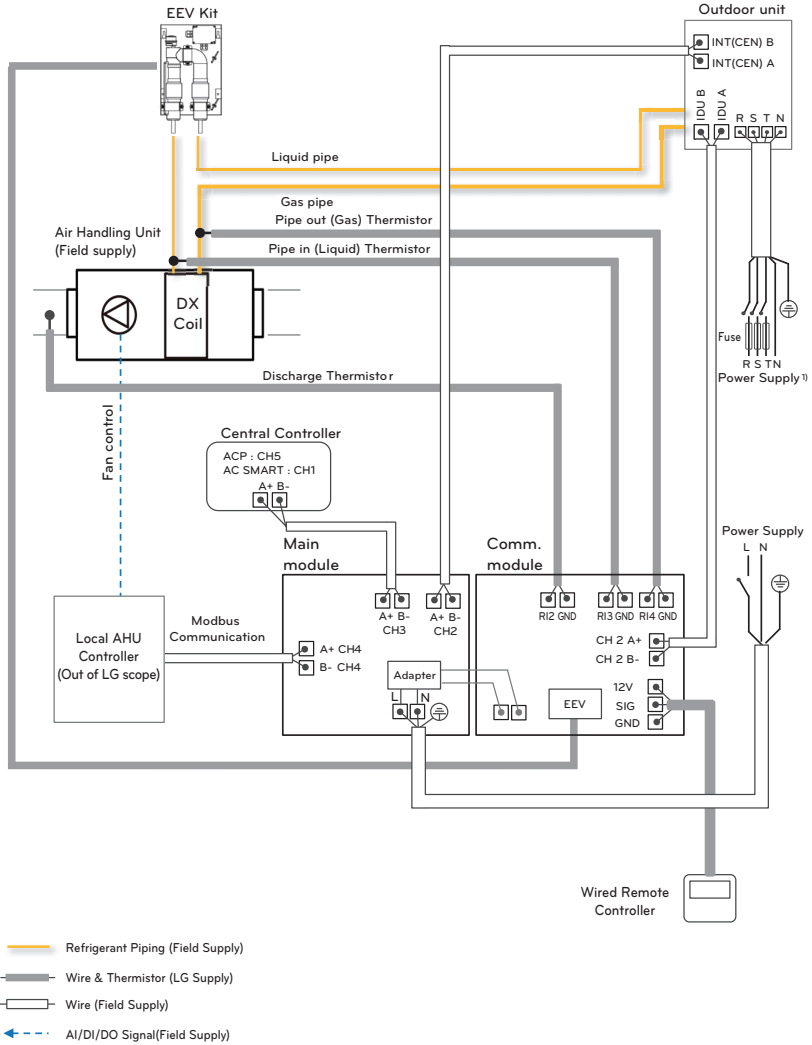 Outdoor unit
EEV Kit
INT(CEN) B
INT(CEN) A
IDU B
IDU A
R S T N
Liquid pipe
Gas pipe
Pipe out (Gas) Thermistor
Air Handling Unit
(Field supply)
Pipe in (Liquid) Thermistor
DX
Coil
Fuse
R S T N
Power Supply 1)
Discharge Thermistor
Fan control
Central Controller
ACP : CH5
AC SMART : CH1
A+ B-
Power Supply
L N
Main
module
Comm.
module
A+ B-
CH3
A+ B-
CH2
RI2 GND
RI3 GND
RI4 GND
Modbus
Communication
Local AHU
Controller
(Out of LG scope)
A+ CH4
B- CH4
CH 2 A+
CH 2 B-
Adapter
L N
EEV
12V
SIG
GND
Wired Remote
Controller
Refrigerant Piping (Field Supply)
Wire & Thermistor (LG Supply)
Wire (Field Supply)
AI/DI/DO Signal(Field Supply)